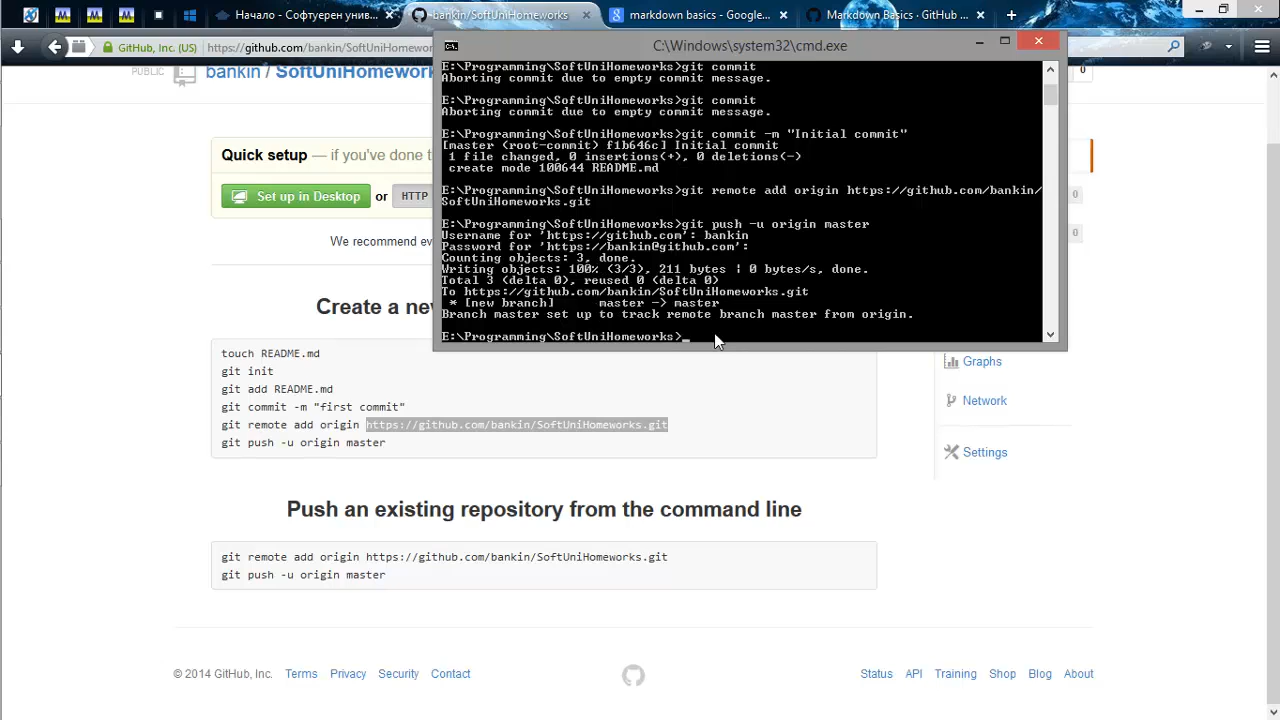 Начало - Софтуерен унив...
bankin/SoftUniHomeworks
markdown basics - Google...
Markdown Basics · GitHub ...
GitHub, Inc. (US)
https://github.com/bankin/SoftUniHomewor
C:\Windows\system32\cmd.exe
E:\Programming\SoftUniHomeworks>git commit
Aborting commit due to empty commit message.
E:\Programming\SoftUniHomeworks>git commit
Aborting commit due to empty commit message.
E:\Programming\SoftUniHomeworks>git commit -m "Initial commit"
[master (root-commit) f1b646c] Initial commit
1 file changed, 0 insertions(+), 0 deletions(-)
create mode 100644 README.md
E:\Programming\SoftUniHomeworks>git remote add origin https://github.com/bankin/
SoftUniHomeworks.git
E:\Programming\SoftUniHomeworks>git push -u origin master
Username for 'https://github.com': bankin
Password for 'https://bankin@github.com':
Counting objects: 3, done.
Writing objects: 100% (3/3), 211 bytes | 0 bytes/s, done.
Total 3 (delta 0), reused 0 (delta 0)
To https://github.com/bankin/SoftUniHomeworks.git
* [new branch]      master -> master
Branch master set up to track remote branch master from origin.
E:\Programming\SoftUniHomeworks>_
PUBLIC
bankin / SoftUniHomework
0
Quick setup — if you've done t
Set up in Desktop or HTTP
0
We recommend eve
0
Create a new
touch README.md
git init
git add README.md
git commit -m "first commit"
git remote add origin https://github.com/bankin/SoftUniHomeworks.git
git push -u origin master
Graphs
Network
Settings
Push an existing repository from the command line
git remote add origin https://github.com/bankin/SoftUniHomeworks.git
git push -u origin master
© 2014 GitHub, Inc. Terms Privacy Security Contact
Status API Training Shop Blog About